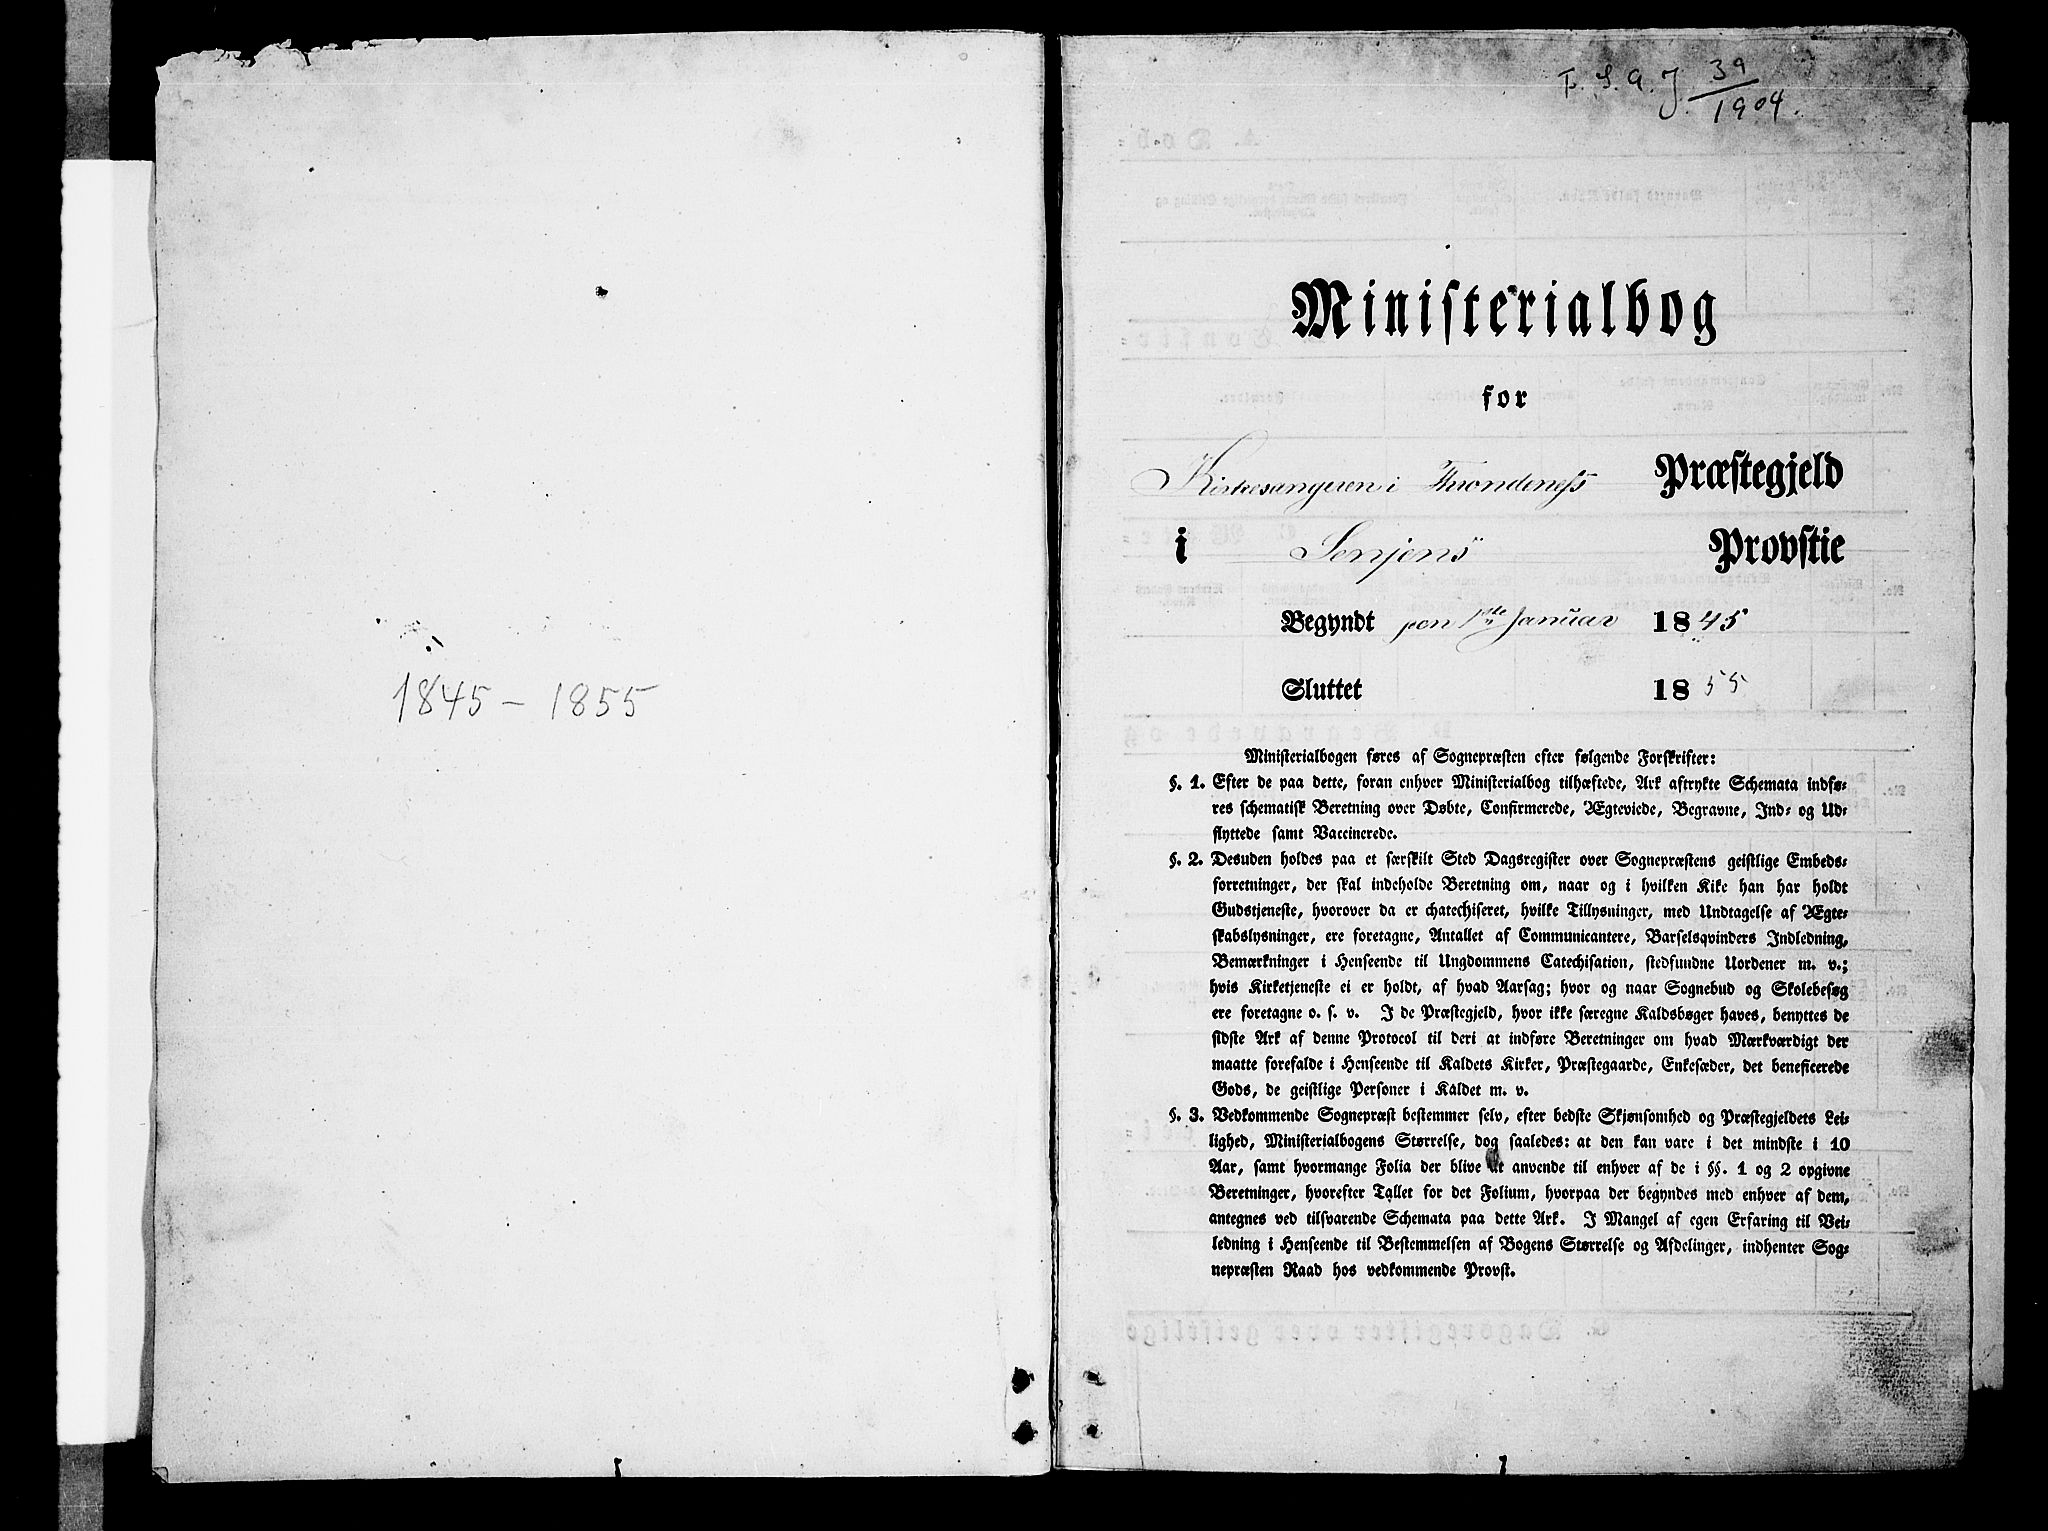 1845 – 1855
T. S. A. J. 39/1904.
Ministerialbog
for
Kirkesangeren i Throndeness Præstegjeld
i Senjens Provstie
Begyndt den 1ste Januar 1845
Sluttet 1855
Ministerialbogen føres af Sognepræsten efter følgende Forskrifter:
§. 1. Efter de paa dette, foran enhver Ministerialbog tilhæftede, Ark aftrykte Schemata indfø-
res schematisk Beretning over Døbte, Confirmerede, Ægteviede, Begravne, Ind- og Ud-
flyttede samt Vaccinerede.
§. 2. Desuden holdes paa et særskilt Sted Dagsregister over Sognepræstens geistlige Embeds-
forretninger, der skal indeholde Beretning om, naar og i hvilken Kike han har holdt
Gudstjeneste, hvorover da er chatechiseret, hvilke Tillysninger, med Undtagelse af Ægte-
skabslysninger, ere foretagne, Antallet af Communicantere, Barselsqvinders Indledning,
Bemærkninger i Henseende til Ungdommens Catechisation, stedfundne Uordener m. v.;
hvis Kirketjeneste ei er holdt, af hvad Aarsag; hvor og naar Sognebud og Skolebesøg
ere foretagne o. s. v. I de Præstegjeld, hvor ikke særegne Kaldsbøger haves, benyttes de
sidste Ark af denne Protocol til deri at indføre Beretninger om hvad Mærkværdigt der
maatte forefalde i Henseende til Kaldets Kirker, Præstegaarde, Enkesæder, det beneficerede
Gods, de geistlige Personer i Kaldet m. v.
§. 3. Vedkommende Sognepræst bestemmer selv, efter bedste Skjønsomhed og Præstegjeldets Lei-
lighed, Ministerialbogens Størrelse, dog saaledes: at den kan vare i det mindste i 10
Aar, samt hvormange Folia der blive at anvende til enhver af de i §§. 1 og 2 opgivne
Beretninger, hvorefter Tallet for det Folium, hvorpaa der begyndes med enhver af dem,
antegnes ved tilsvarende Schemata paa dette Ark. I Mangel af egen Erfaring til Vei-
ledning i Henseende til Bestemmelsen af Bogens Størrelse og Afdelinger, indhenter Sog-
nepræsten Raad hos vedkommende Provst.